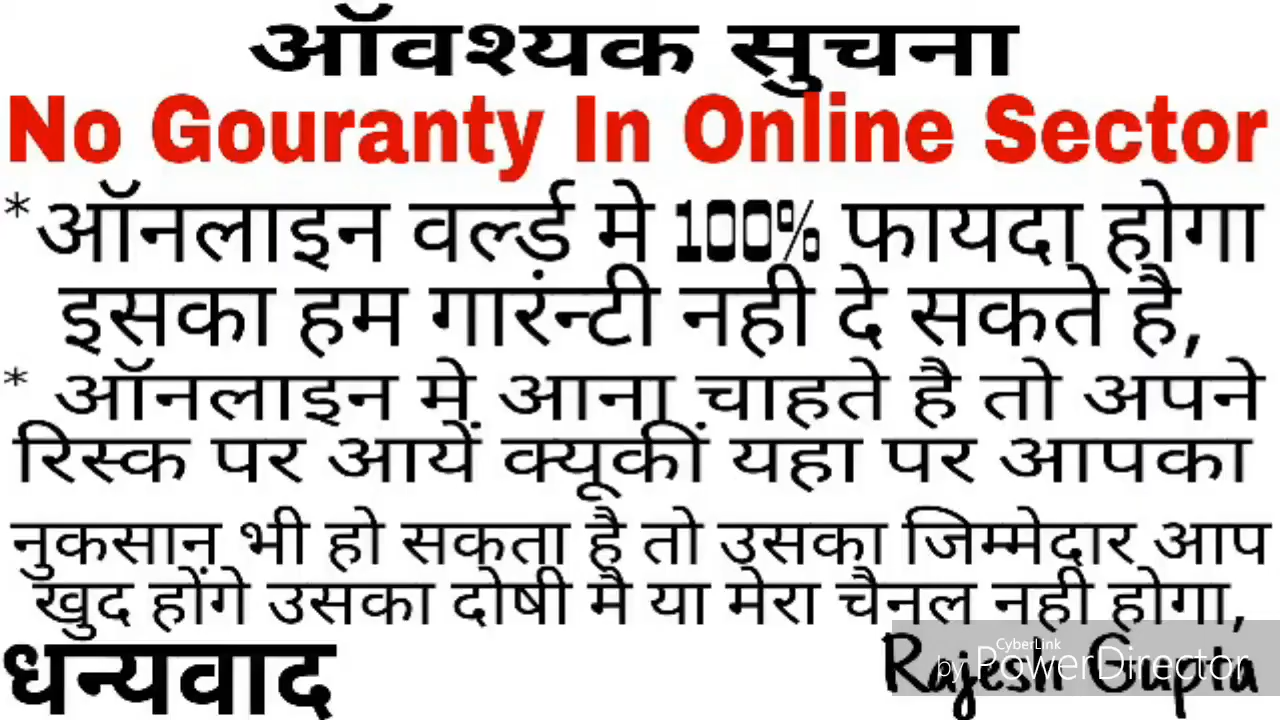 ऑवश्यक सुचना
No Gouranty In Online Sector
*ऑनलाइन वर्ल्ड मे 100% फायदा होगा
इसका हम गारंन्टी नही दे सकते है,
* ऑनलाइन मे आना चाहते है तो अपने
रिस्क पर आयें क्यूकीं यहा पर आपका
नुकसान भी हो सकता है तो उसका जिम्मेदार आप
खुद होंगे उसका दोषी मै या मेरा चैनल नही होगा,
धन्यवाद
Rajesh Gupta
CyberLink
by PowerDirector